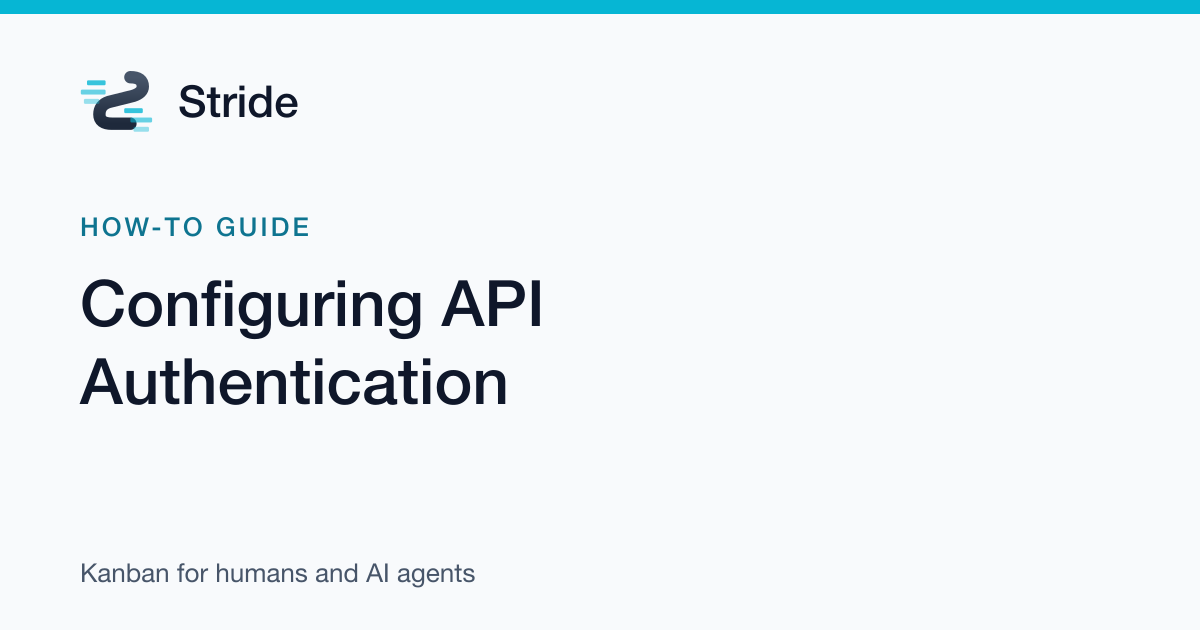 Stride
HOW-TO GUIDE
Configuring API
Authentication
Kanban for humans and AI agents